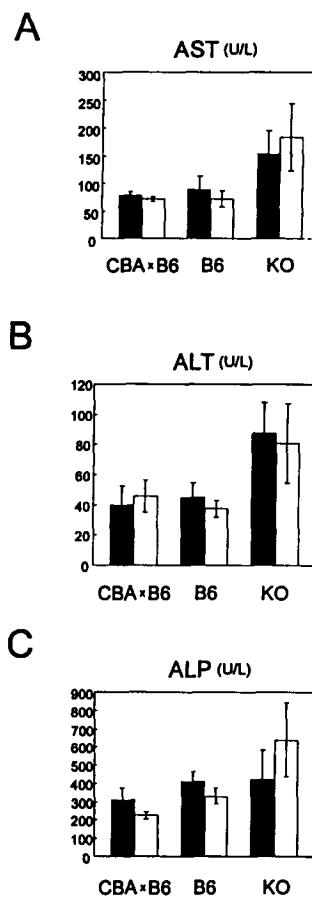 A
AST (U/L)
300
250
200
150
100
50
0
CBA×B6 B6 KO
B
ALT (U/L)
120
100
80
60
40
20
0
CBA×B6 B6 KO
C
ALP (U/L)
900
800
700
600
500
400
300
200
100
0
CBA×B6 B6 KO